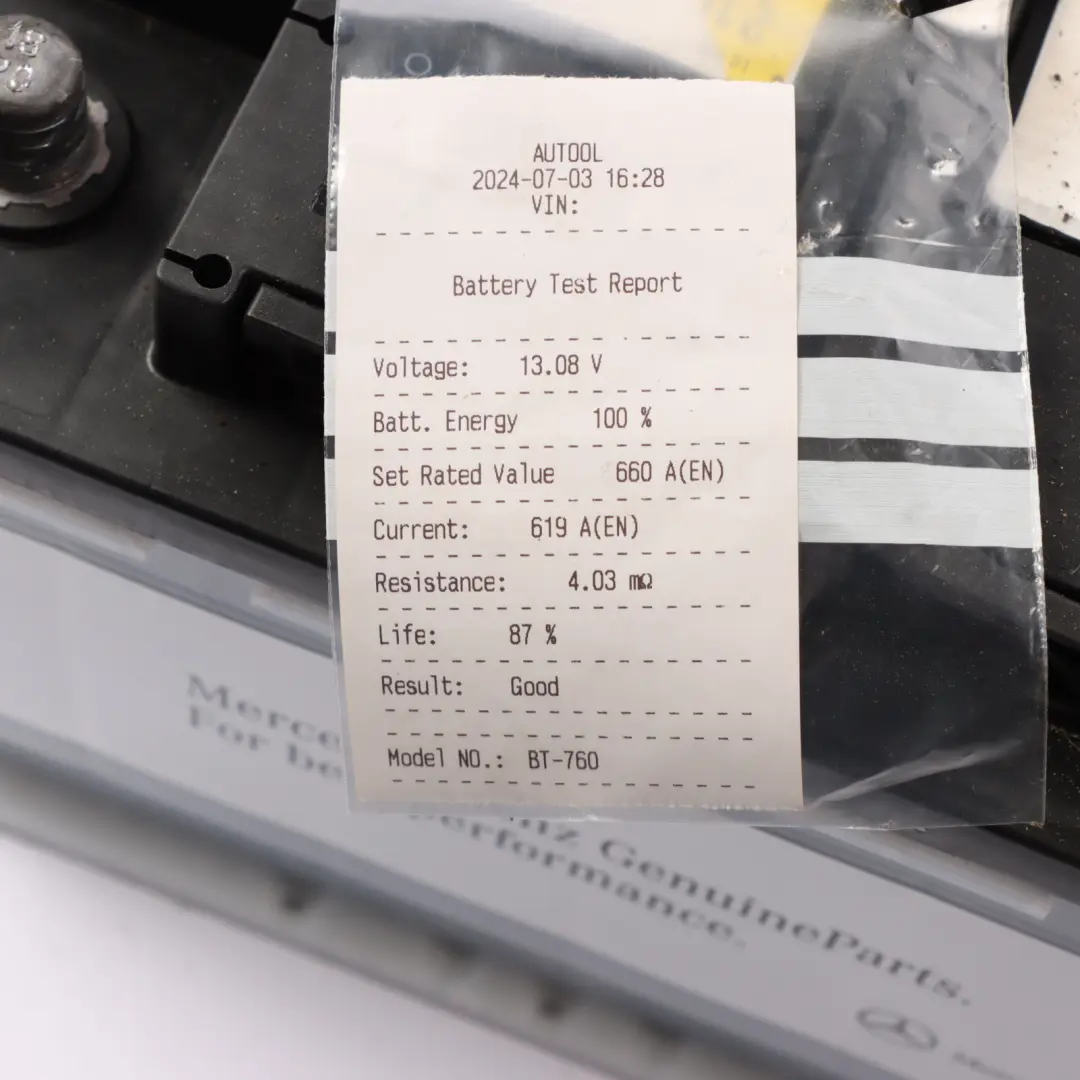 AUTOOL
2024-07-03 16:28
VIN:
Battery Test Report
Voltage: 13.08 V
Batt. Energy 100 %
Set Rated Value 660 A(EN)
Current: 619 A(EN)
Resistance: 4.03 mΩ
Life: 87 %
Result: Good
Model NO.: BT-760
GenuineParts.
For